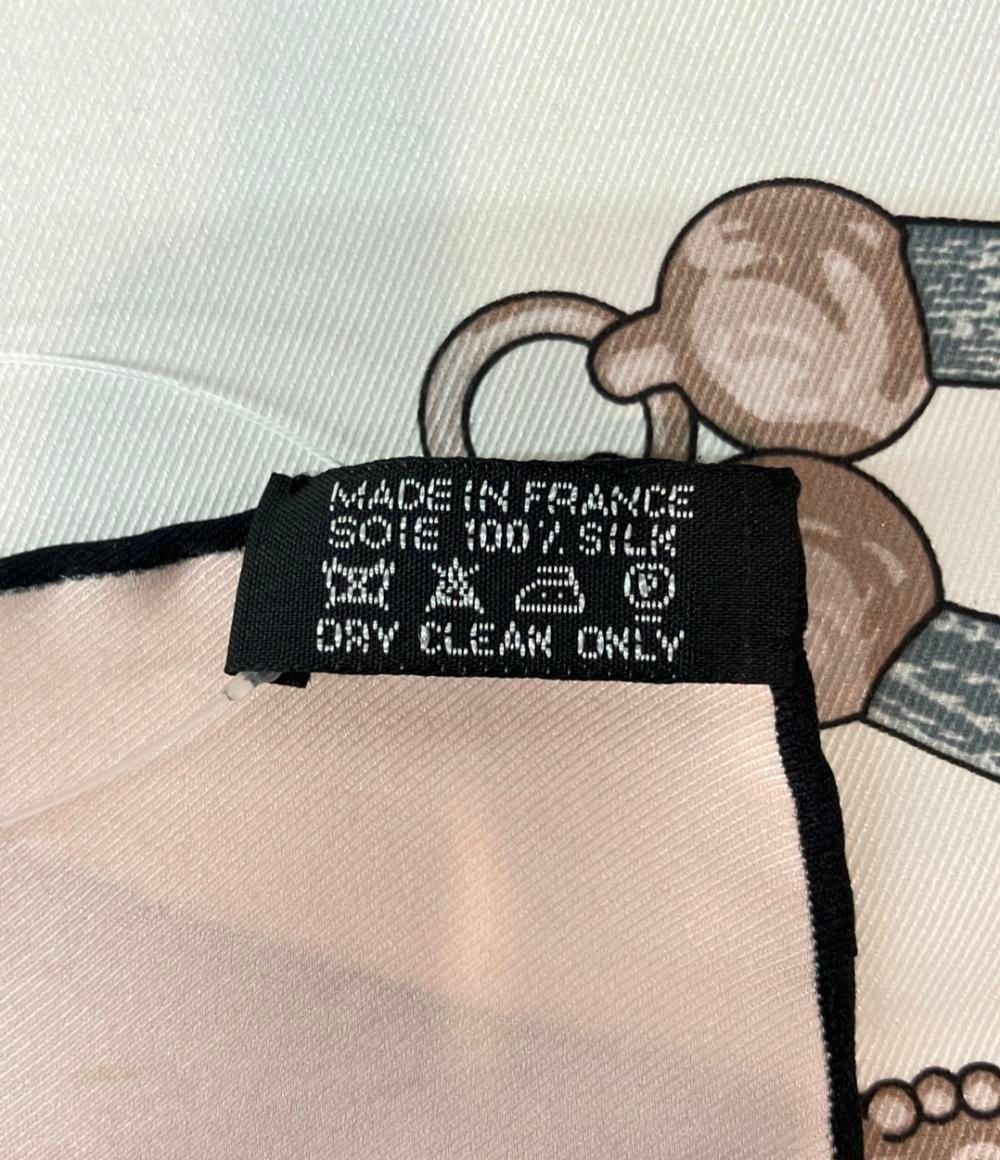 MADE IN FRANCE
SOIE 100% SILK
P
DRY CLEAN ONLY